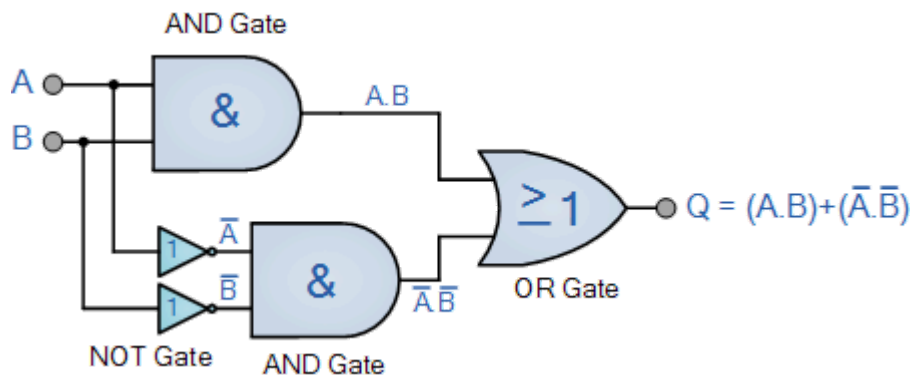 AND Gate
A
&
A.B
B
≥1
Q = (A.B)+(A̅.B̅)
1
A̅
&
1
B̅
A̅.B̅
OR Gate
NOT Gate
AND Gate